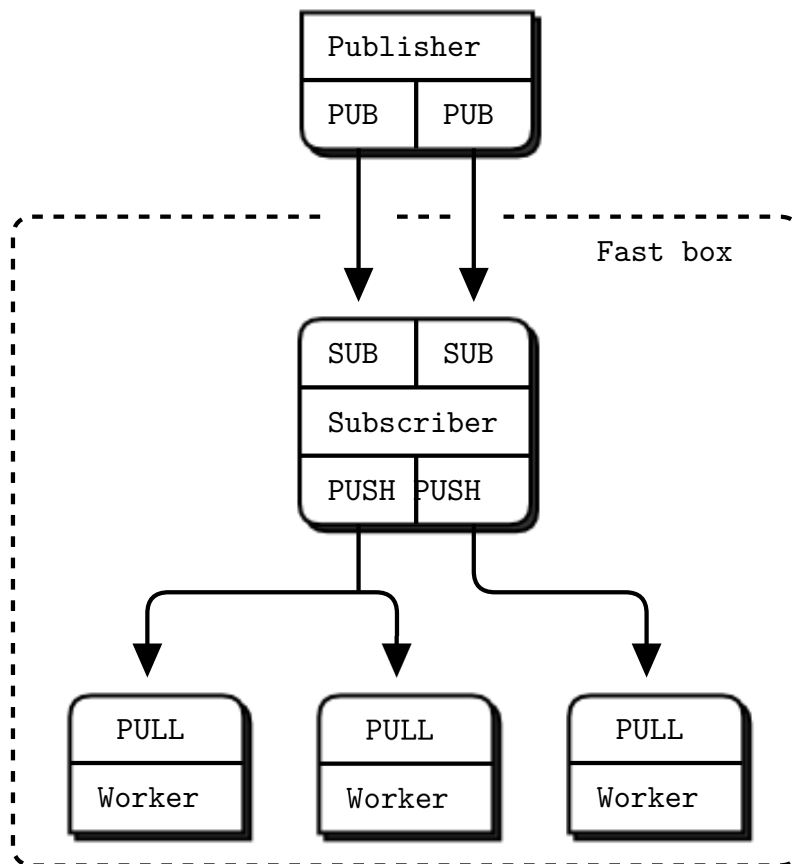 Publisher
PUB PUB
Fast box
SUB SUB
Subscriber
PUSH PUSH
PULL PULL PULL
Worker Worker Worker